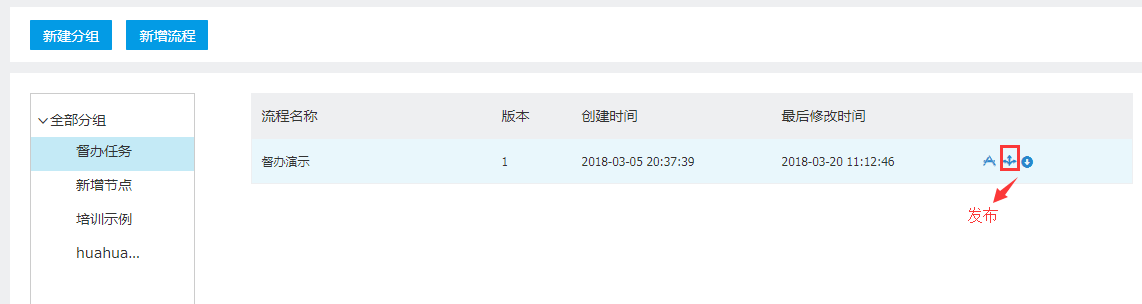 新建分组 新增流程
全部分组
督办任务
新增节点
培训示例
huahua...
流程名称 版本 创建时间 最后修改时间
督办演示 1 2018-03-05 20:37:39 2018-03-20 11:12:46
发布